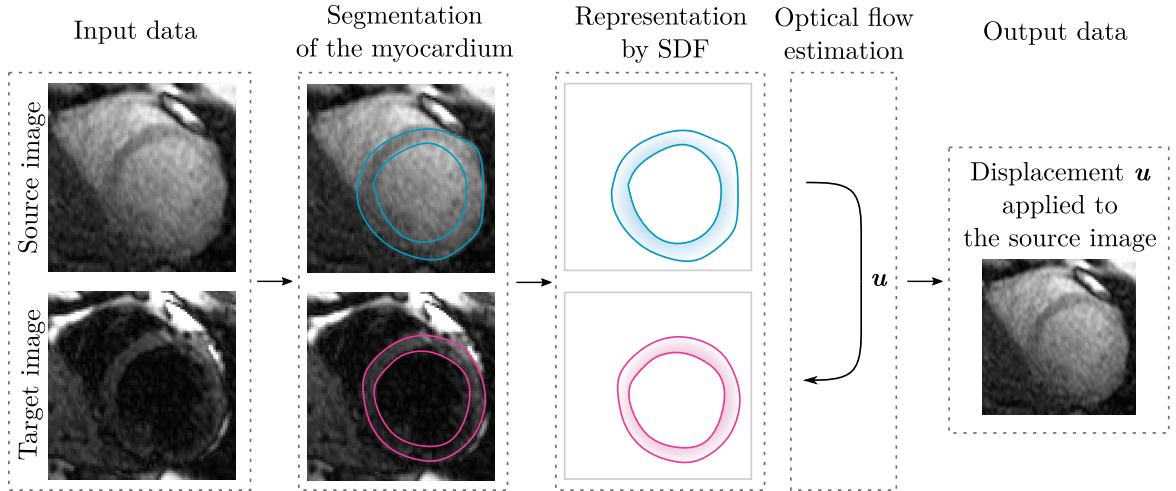 Input data
Segmentation
of the myocardium
Representation
by SDF
Optical flow
estimation
Output data
Source image
Target image
u
Displacement u
applied to
the source image